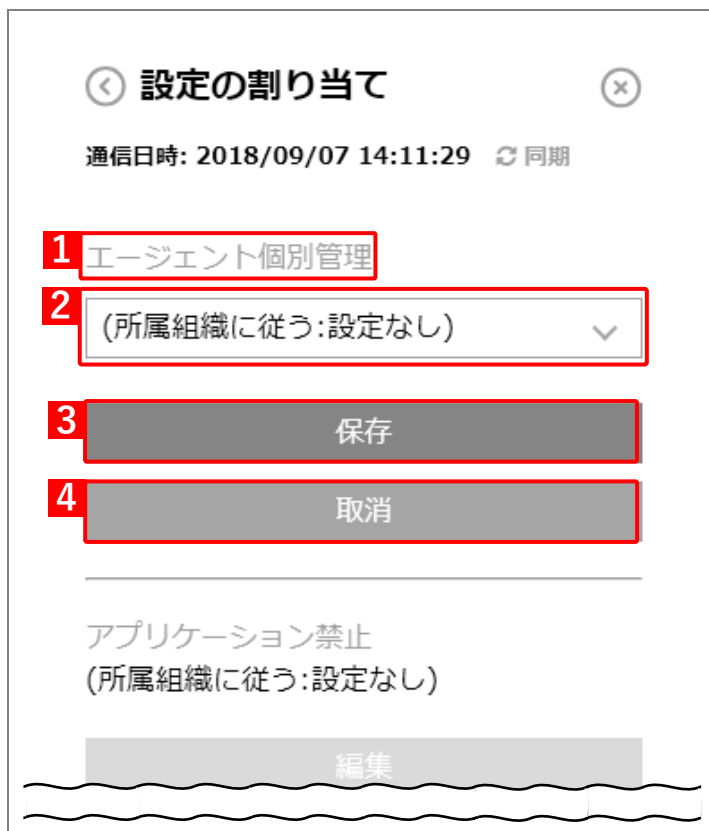 設定の割り当て
通信日時: 2018/09/07 14:11:29 同期
1 エージェント個別管理
2 (所属組織に従う:設定なし)
3 保存
4 取消
アプリケーション禁止
(所属組織に従う:設定なし)
編集